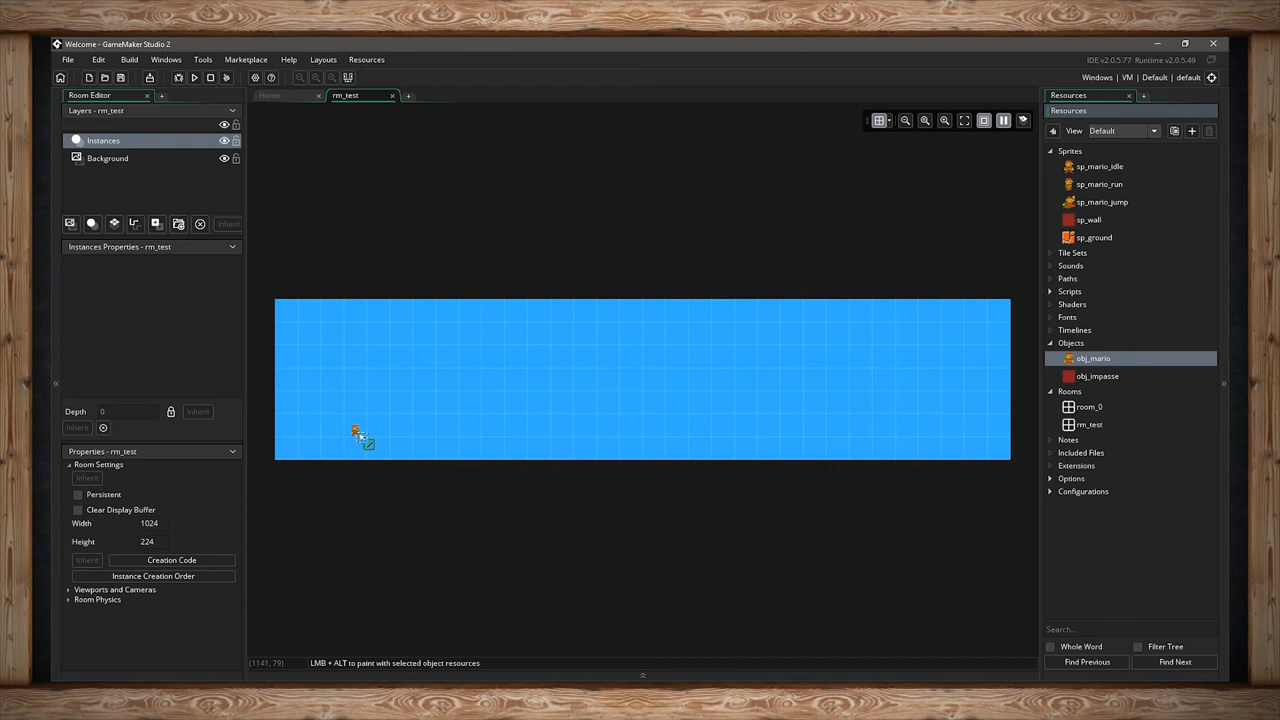 Welcome - GameMaker Studio 2
File Edit Build Windows Tools Marketplace Help Layouts Resources
IDE v2.0.5.77 Runtime v2.0.5.49
Windows | VM | Default | default
Room Editor
Home
rm_test
Resources
Layers - rm_test
Instances
Background
Inherit
Instances Properties - rm_test
Depth 0 Inherit
Inherit
Properties - rm_test
Room Settings
Inherit
Persistent
Clear Display Buffer
Width 1024
Height 224
Inherit Creation Code
Instance Creation Order
Viewports and Cameras
Room Physics
(1141, 79) LMB + ALT to paint with selected object resources
Resources
View Default
Sprites
sp_mario_idle
sp_mario_run
sp_mario_jump
sp_wall
sp_ground
Tile Sets
Sounds
Paths
Scripts
Shaders
Fonts
Timelines
Objects
obj_mario
obj_impasse
Rooms
room_0
rm_test
Notes
Included Files
Extensions
Options
Configurations
Search...
Whole Word Filter Tree
Find Previous Find Next